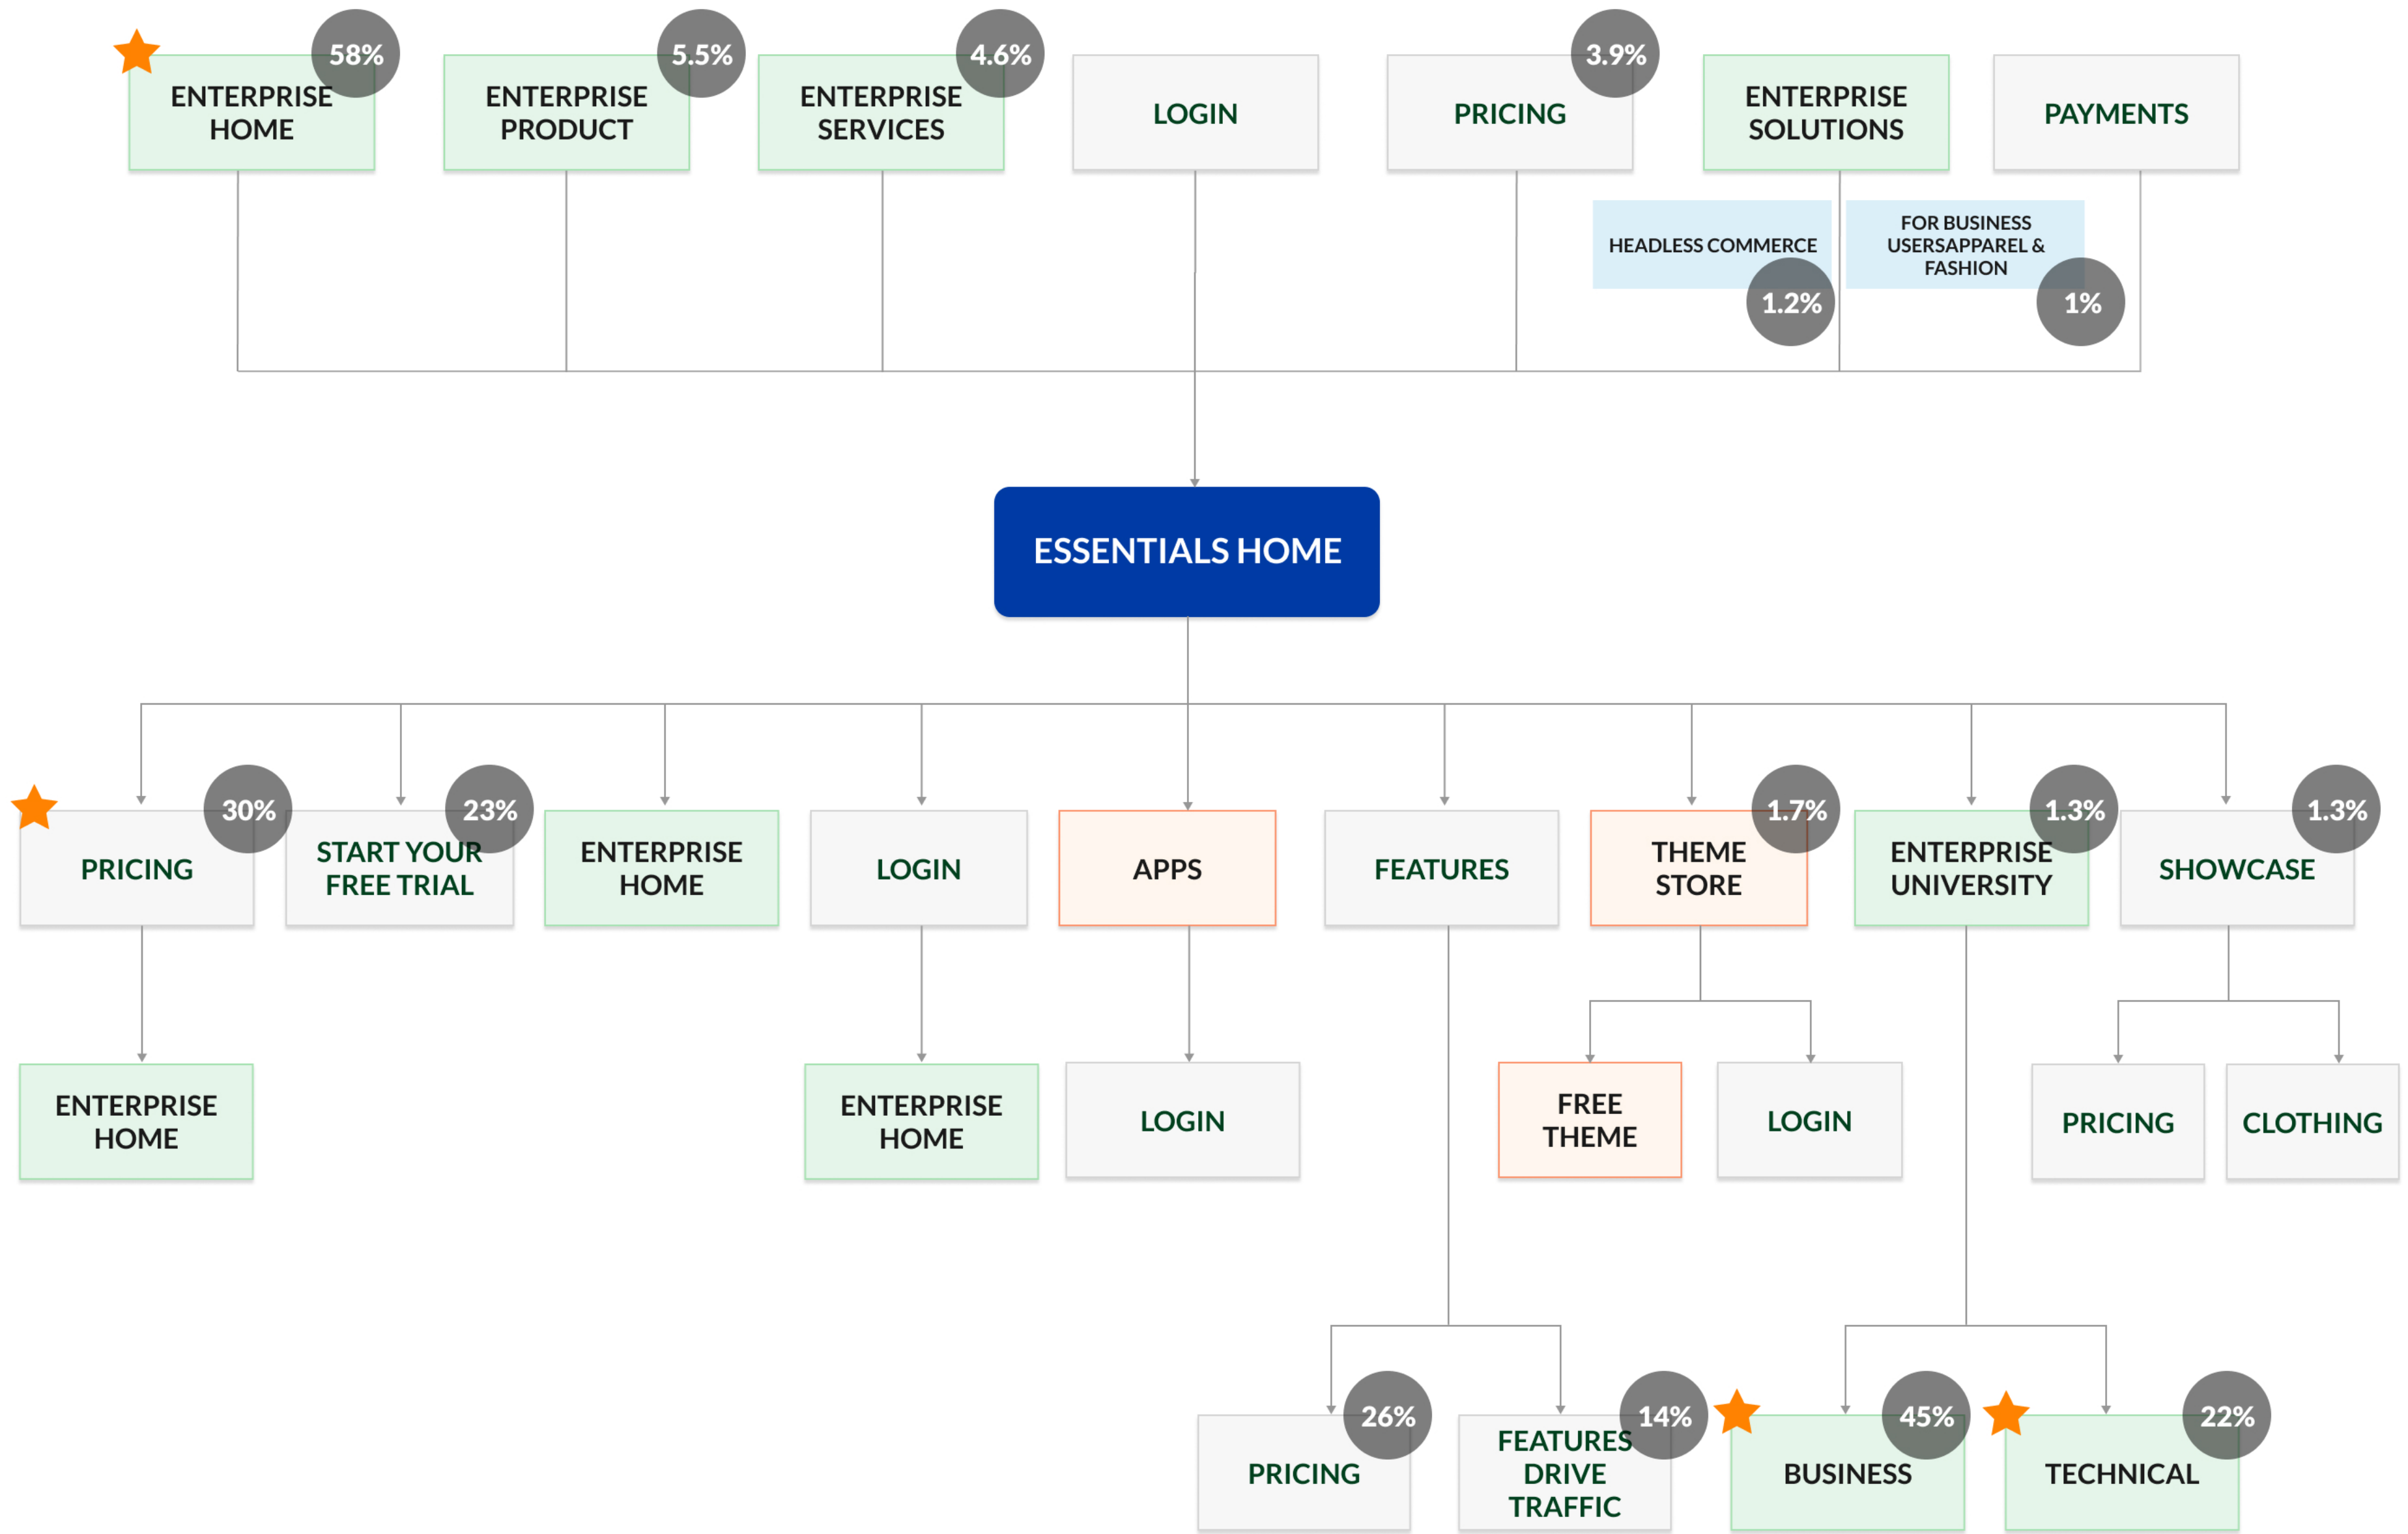 58%
5.5%
4.6%
3.9%
ENTERPRISE
HOME
ENTERPRISE
PRODUCT
ENTERPRISE
SERVICES
LOGIN
PRICING
ENTERPRISE
SOLUTIONS
PAYMENTS
HEADLESS COMMERCE
1.2%
FOR BUSINESS
USERSAPPAREL &
FASHION
1%
ESSENTIALS HOME
30%
23%
1.7%
1.3%
1.3%
PRICING
START YOUR
FREE TRIAL
ENTERPRISE
HOME
LOGIN
APPS
FEATURES
THEME
STORE
ENTERPRISE
UNIVERSITY
SHOWCASE
ENTERPRISE
HOME
ENTERPRISE
HOME
LOGIN
FREE
THEME
LOGIN
PRICING
CLOTHING
26%
14%
45%
22%
PRICING
FEATURES
DRIVE
TRAFFIC
BUSINESS
TECHNICAL